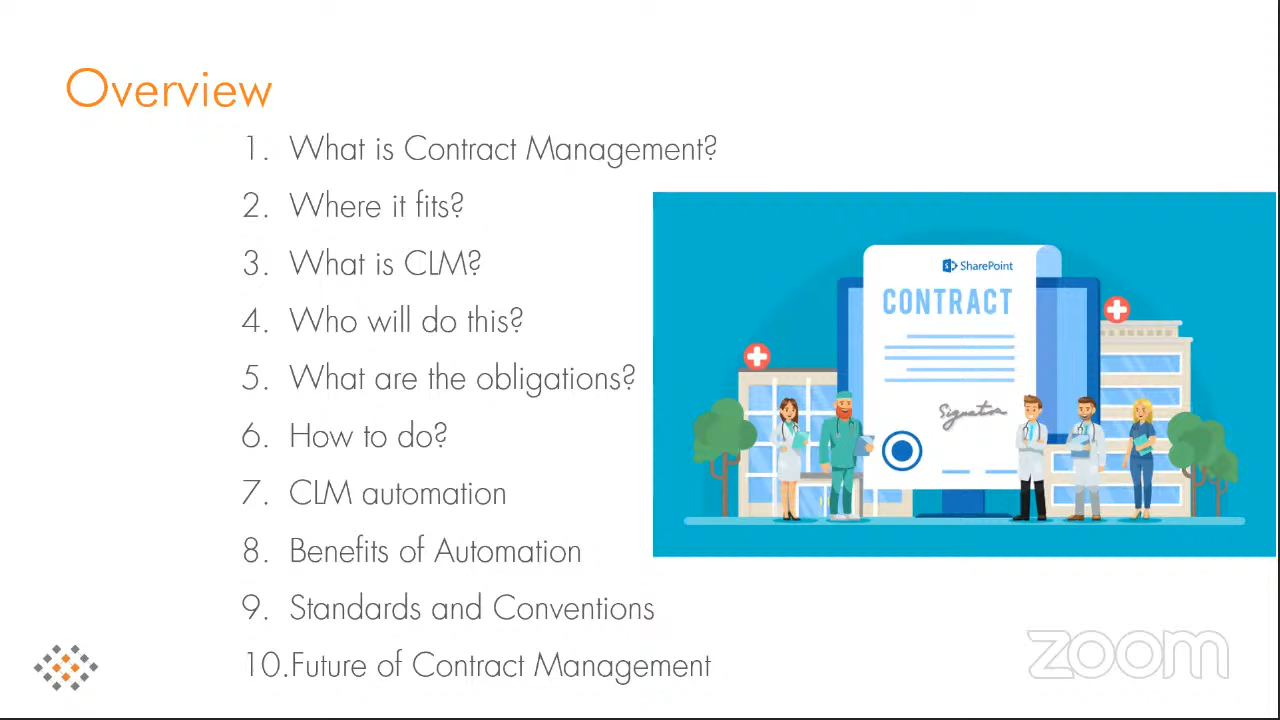 Overview
1. What is Contract Management?
2. Where it fits?
3. What is CLM?
4. Who will do this?
5. What are the obligations?
6. How to do?
7. CLM automation
8. Benefits of Automation
9. Standards and Conventions
10.Future of Contract Management
S SharePoint
CONTRACT
Signature
zoom